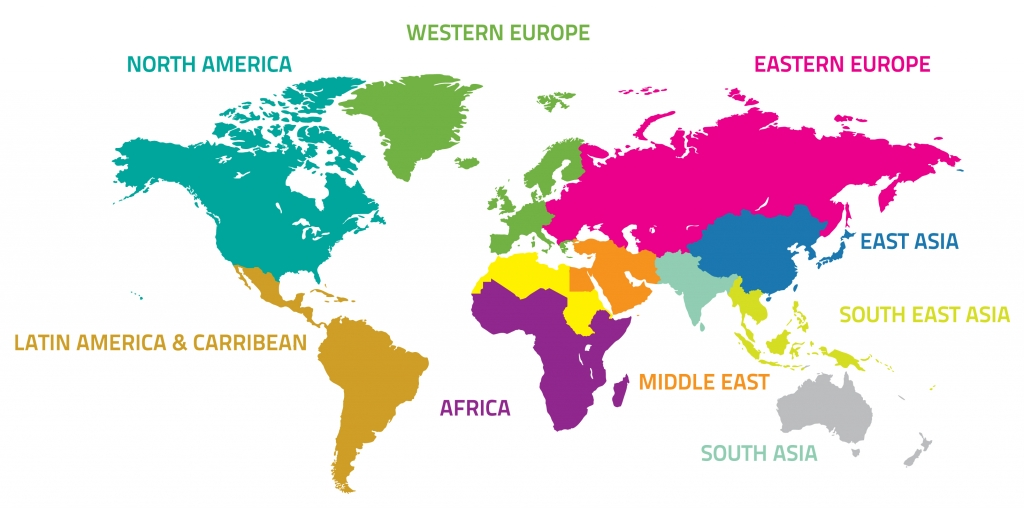 WESTERN EUROPE
NORTH AMERICA
EASTERN EUROPE
EAST ASIA
SOUTH EAST ASIA
LATIN AMERICA & CARRIBEAN
MIDDLE EAST
AFRICA
SOUTH ASIA